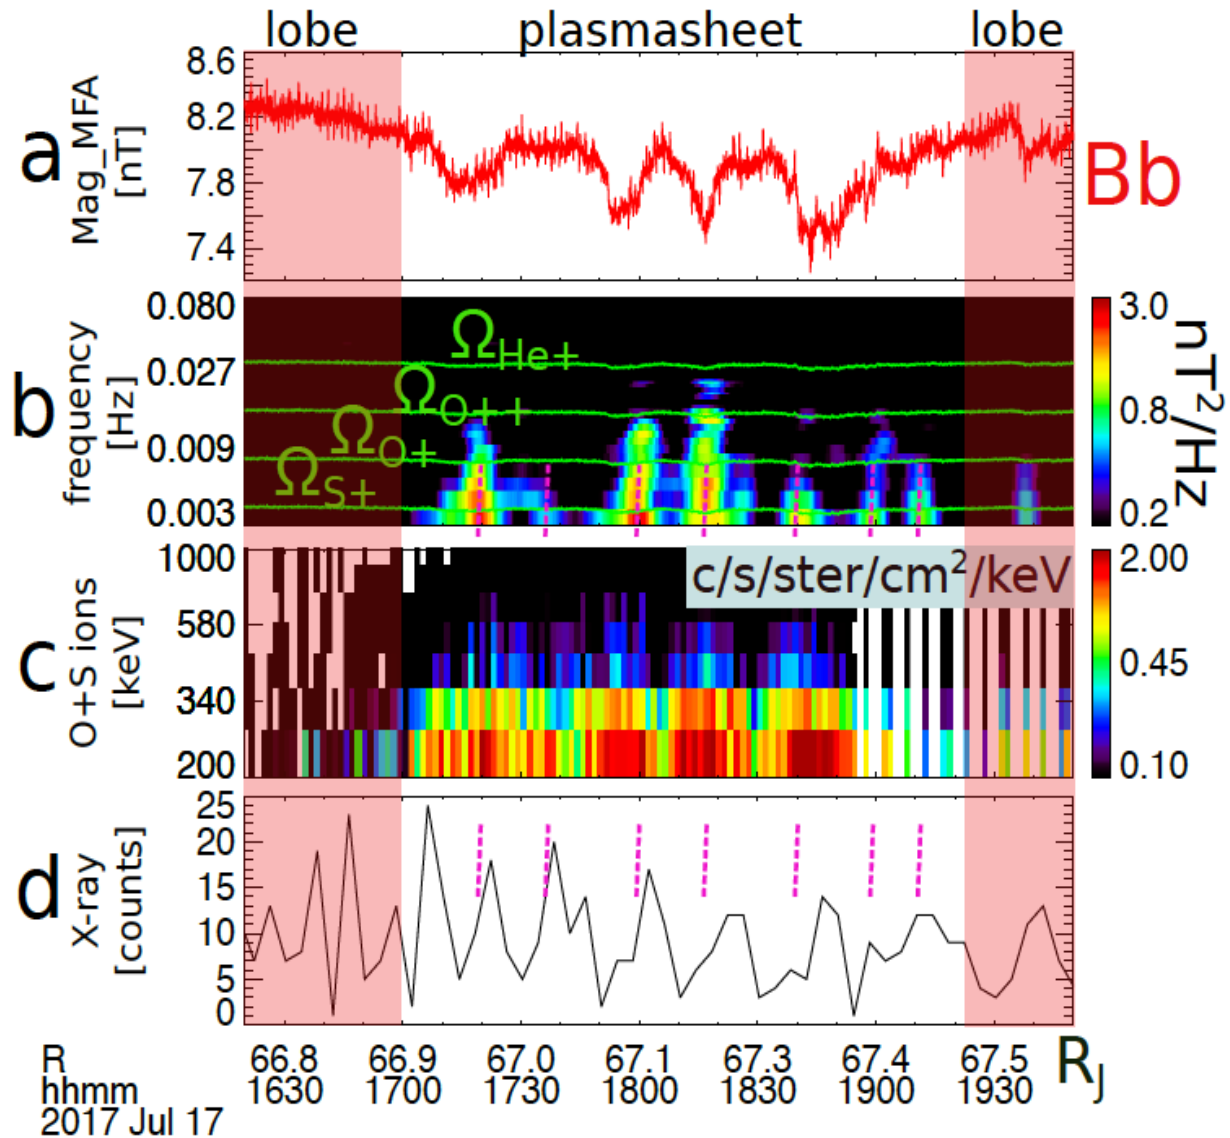 lobe plasmasheet lobe
a
Mag_MFA
[nT]
8.6
8.2
7.8
7.4
Bb
b
frequency
[Hz]
0.080
0.027
0.009
0.003
ΩHe+
ΩO++
ΩO+
ΩS+
3.0
0.8
0.2
nT²/Hz
c
O+S ions
[keV]
1000
580
340
200
c/s/ster/cm²/keV
2.00
0.45
0.10
d
X-ray
[counts]
25
20
15
10
5
0
R 66.8 66.9 67.0 67.1 67.3 67.4 67.5 RJ
hhmm 1630 1700 1730 1800 1830 1900 1930
2017 Jul 17